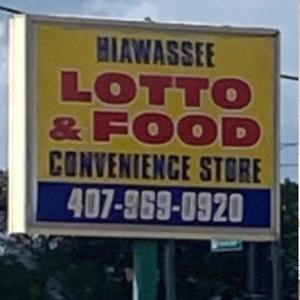 HIAWASSEE
LOTTO
& FOOD
CONVENIENCE STORE
407-969-0920